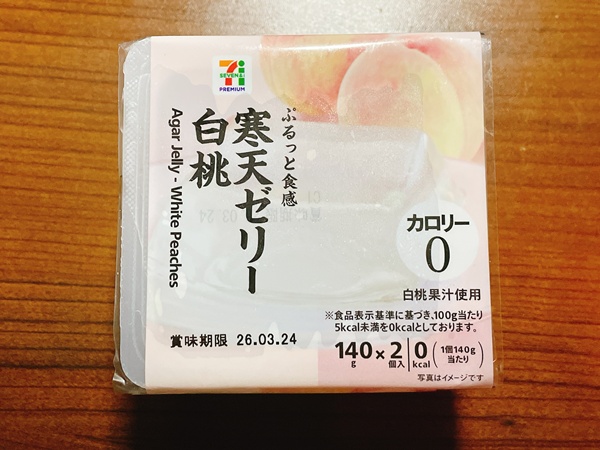 7i
SEVEN&i
PREMIUM
ぷるっと食感
寒天ゼリー
白桃
Agar Jelly - White Peaches
カロリー
0
白桃果汁使用
※食品表示基準に基づき、100g当たり
5kcal未満を0kcalとしております。
賞味期限 26.03.24
140g×2個入 0kcal (1個140g当たり)
写真はイメージです